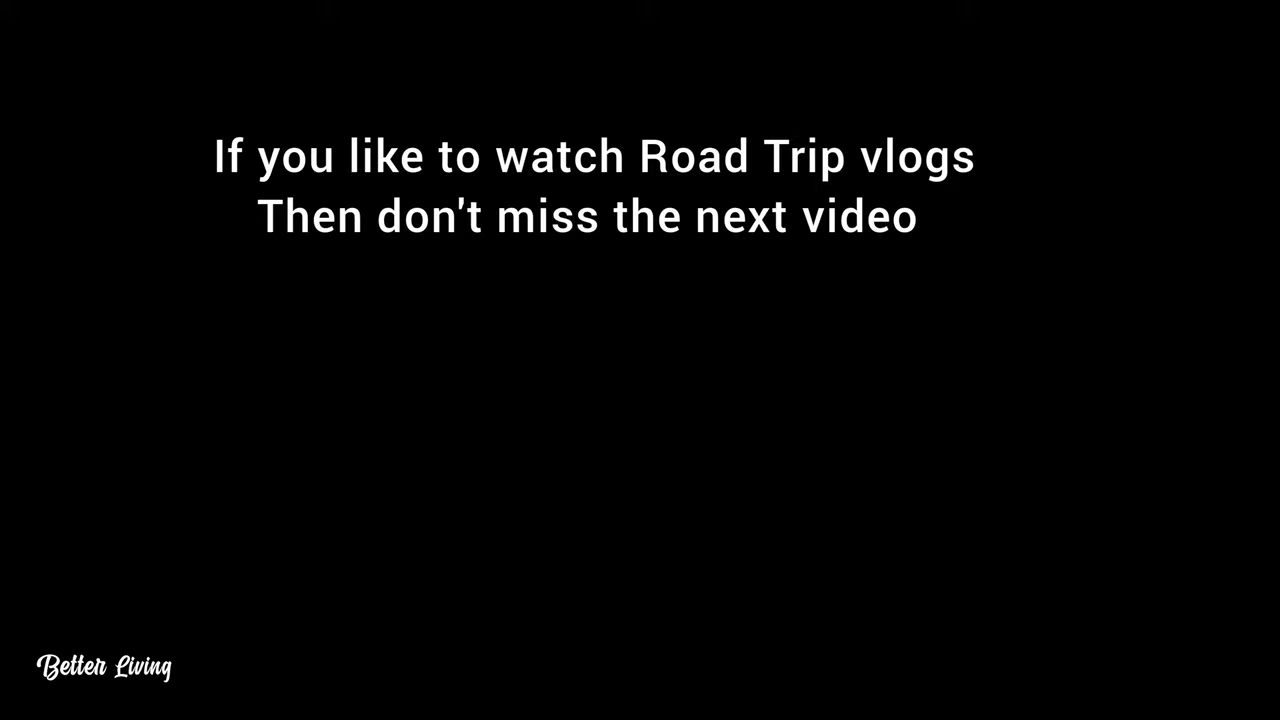 If you like to watch Road Trip vlogs
Then don't miss the next video
Better Living